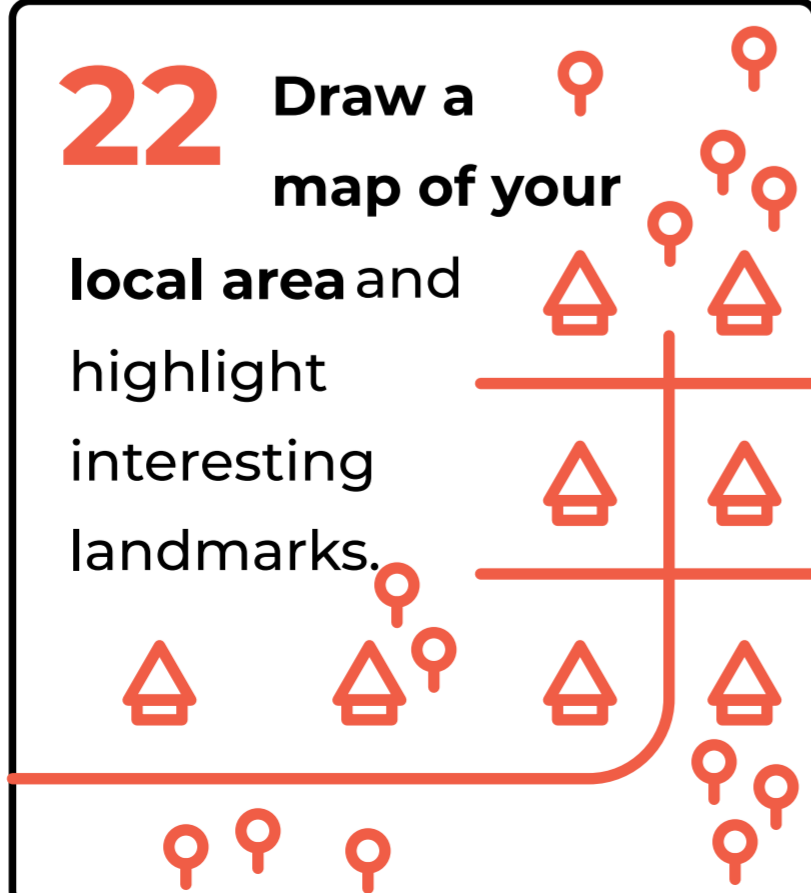 22 Draw a
map of your
local area and
highlight
interesting
landmarks.